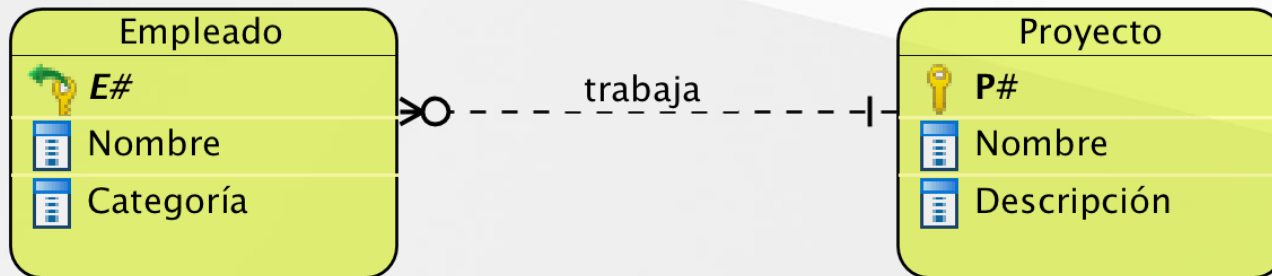 Empleado
E#
Nombre
Categoría
trabaja
Proyecto
P#
Nombre
Descripción